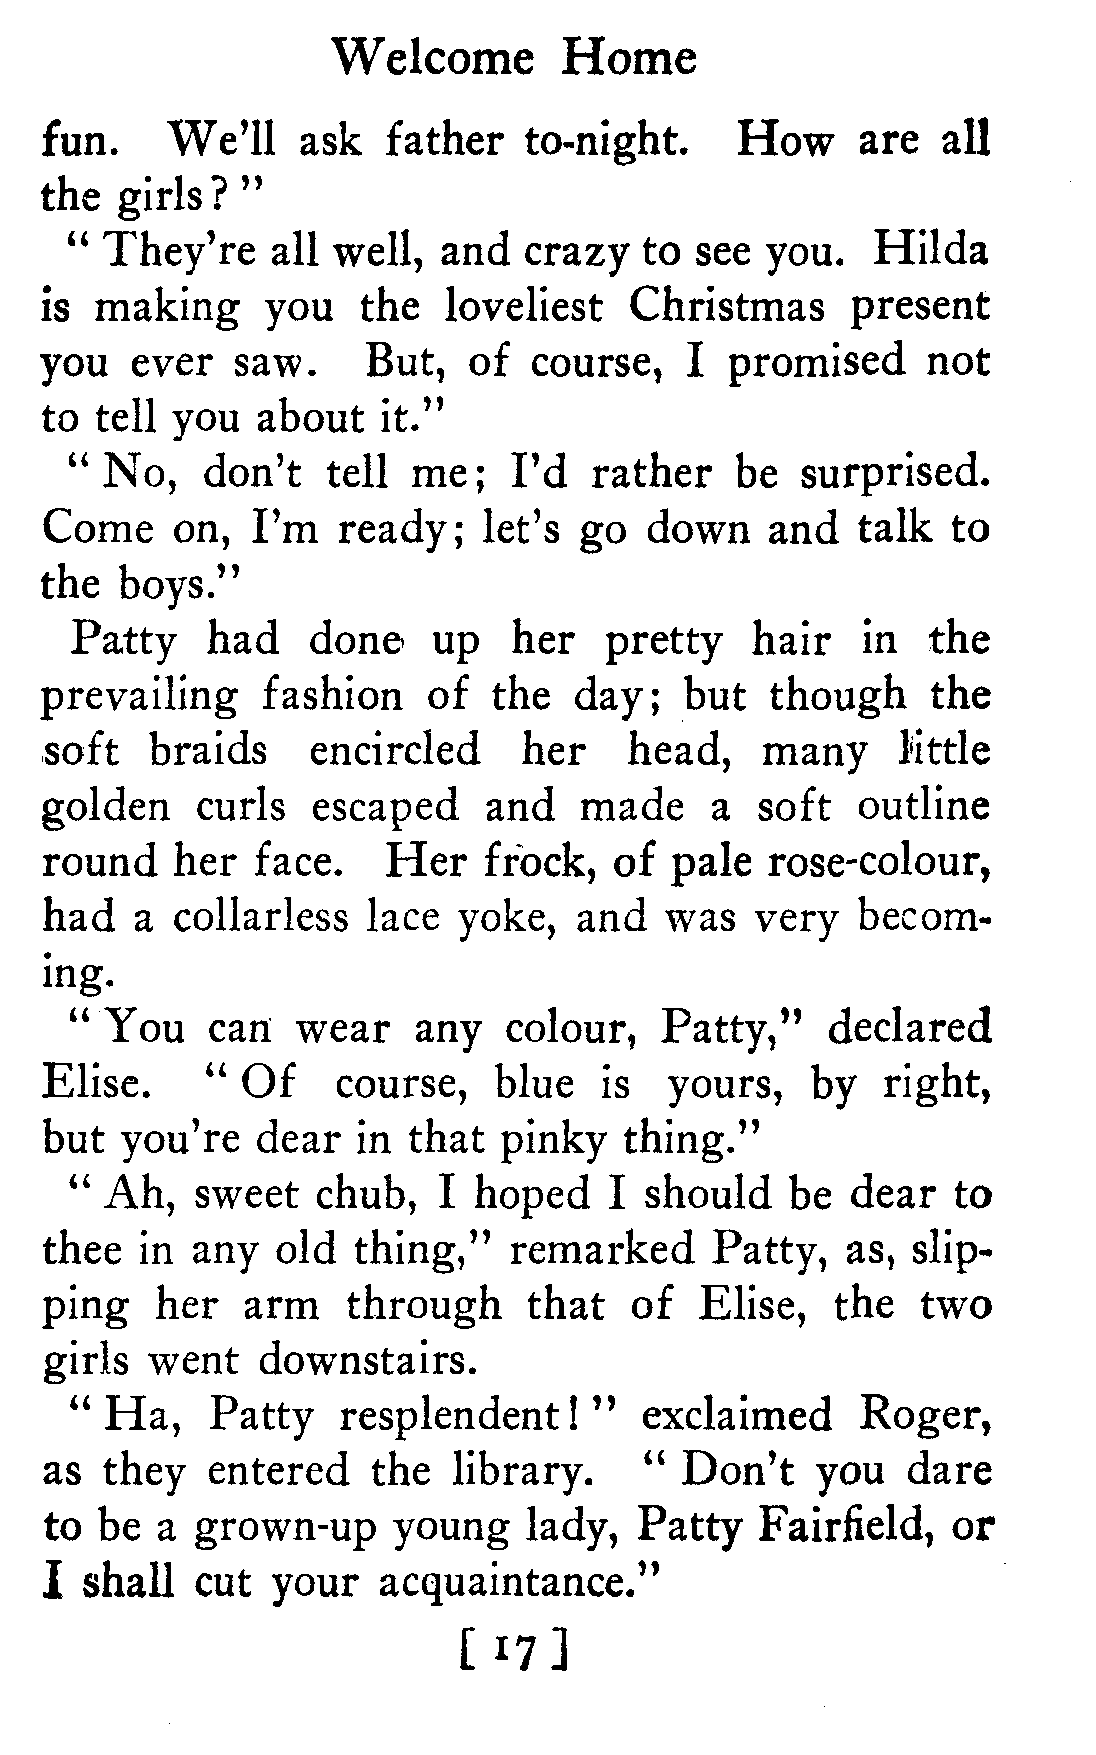 Welcome Home
fun. We'll ask father to-night. How are all
the girls?"
"They're all well, and crazy to see you. Hilda
is making you the loveliest Christmas present
you ever saw. But, of course, I promised not
to tell you about it."
"No, don't tell me; I'd rather be surprised.
Come on, I'm ready; let's go down and talk to
the boys."
Patty had done up her pretty hair in the
prevailing fashion of the day; but though the
soft braids encircled her head, many little
golden curls escaped and made a soft outline
round her face. Her frock, of pale rose-colour,
had a collarless lace yoke, and was very becom-
ing.
"You can wear any colour, Patty," declared
Elise. "Of course, blue is yours, by right,
but you're dear in that pinky thing."
"Ah, sweet chub, I hoped I should be dear to
thee in any old thing," remarked Patty, as, slip-
ping her arm through that of Elise, the two
girls went downstairs.
"Ha, Patty resplendent!" exclaimed Roger,
as they entered the library. "Don't you dare
to be a grown-up young lady, Patty Fairfield, or
I shall cut your acquaintance."
[ 17 ]